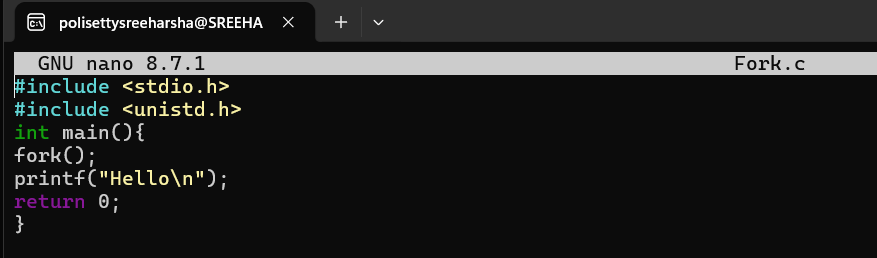 polisettysreeharsha@SREEHA
GNU nano 8.7.1 Fork.c
#include <stdio.h>
#include <unistd.h>
int main(){
fork();
printf("Hello\n");
return 0;
}